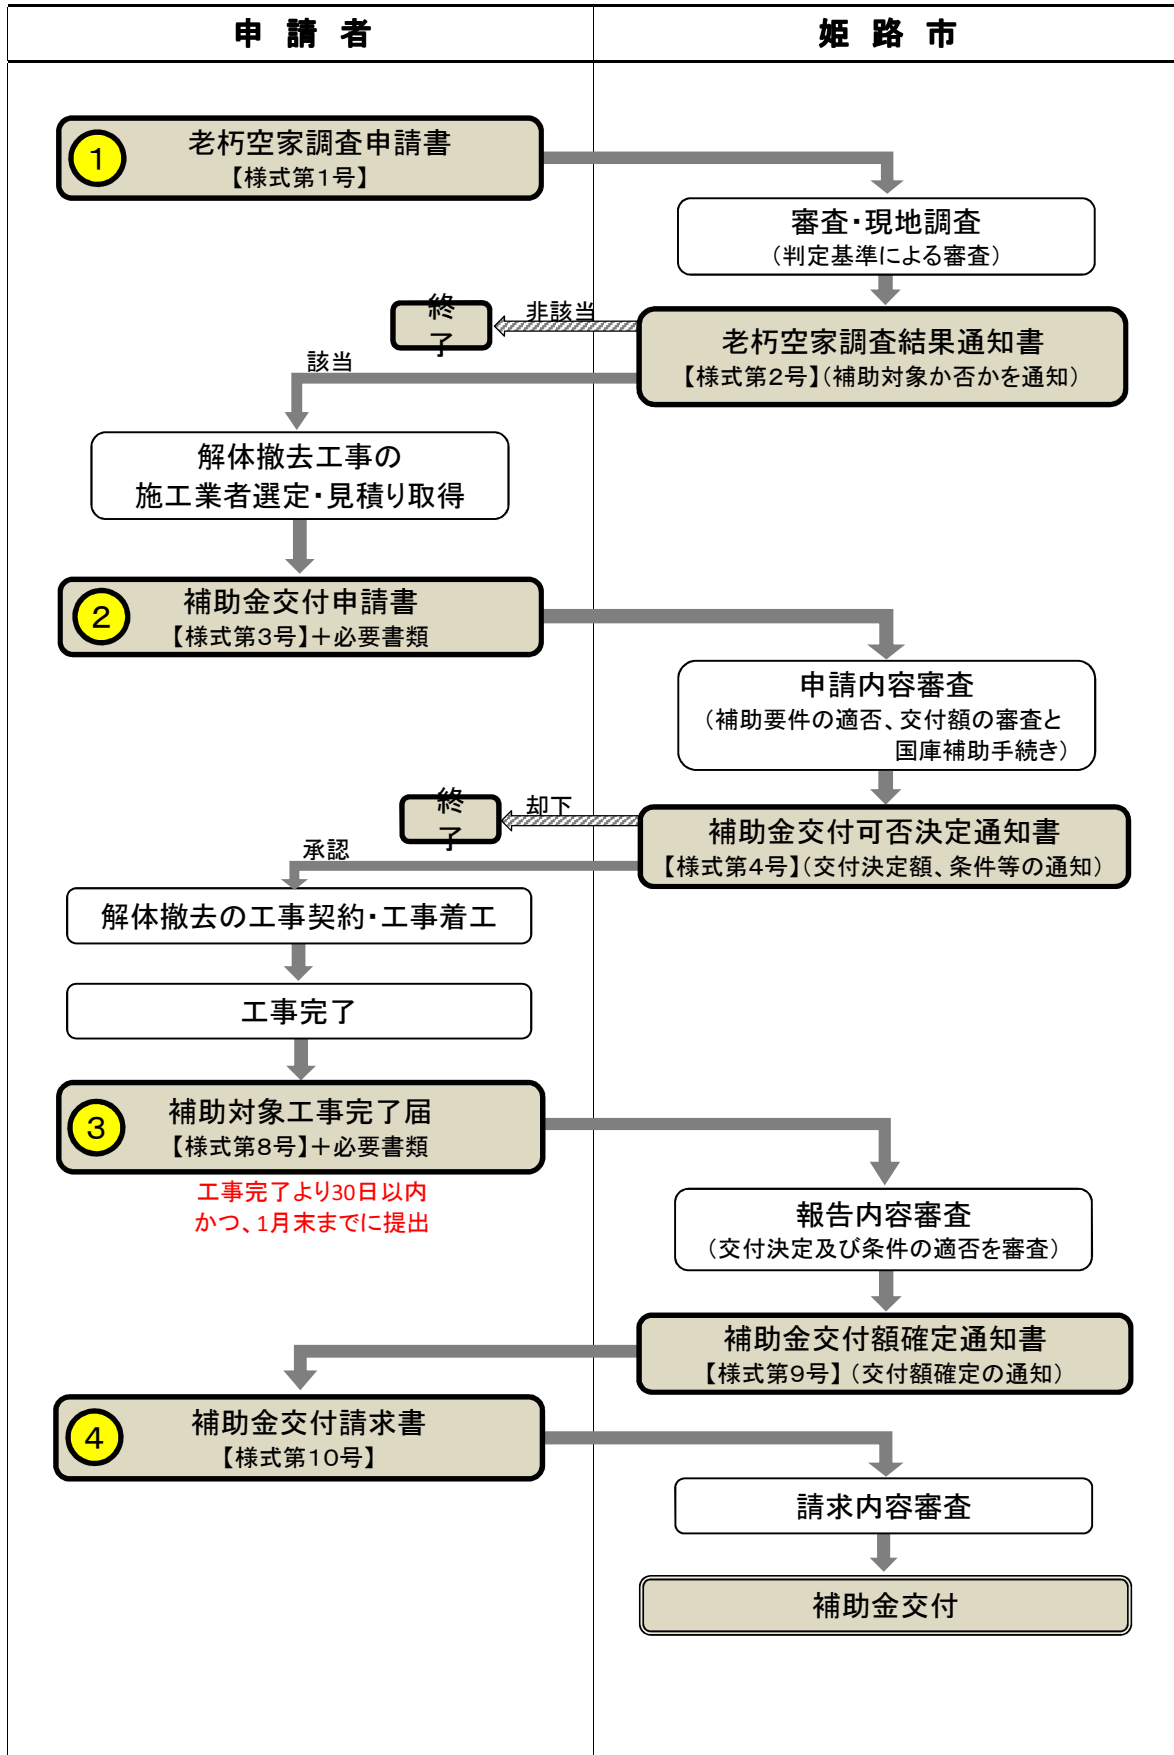 申 請 者
姫 路 市
1
老朽空家調査申請書
【様式第1号】
審査・現地調査
（判定基準による審査）
終
了
非該当
老朽空家調査結果通知書
【様式第2号】（補助対象か否かを通知）
該当
解体撤去工事の
施工業者選定・見積り取得
2
補助金交付申請書
【様式第3号】＋必要書類
申請内容審査
（補助要件の適否、交付額の審査と
国庫補助手続き）
終
了
却下
補助金交付可否決定通知書
【様式第4号】（交付決定額、条件等の通知）
承認
解体撤去の工事契約・工事着工
工事完了
3
補助対象工事完了届
【様式第8号】＋必要書類
工事完了より30日以内
かつ、1月末までに提出
報告内容審査
（交付決定及び条件の適否を審査）
補助金交付額確定通知書
【様式第9号】（交付額確定の通知）
4
補助金交付請求書
【様式第10号】
請求内容審査
補助金交付